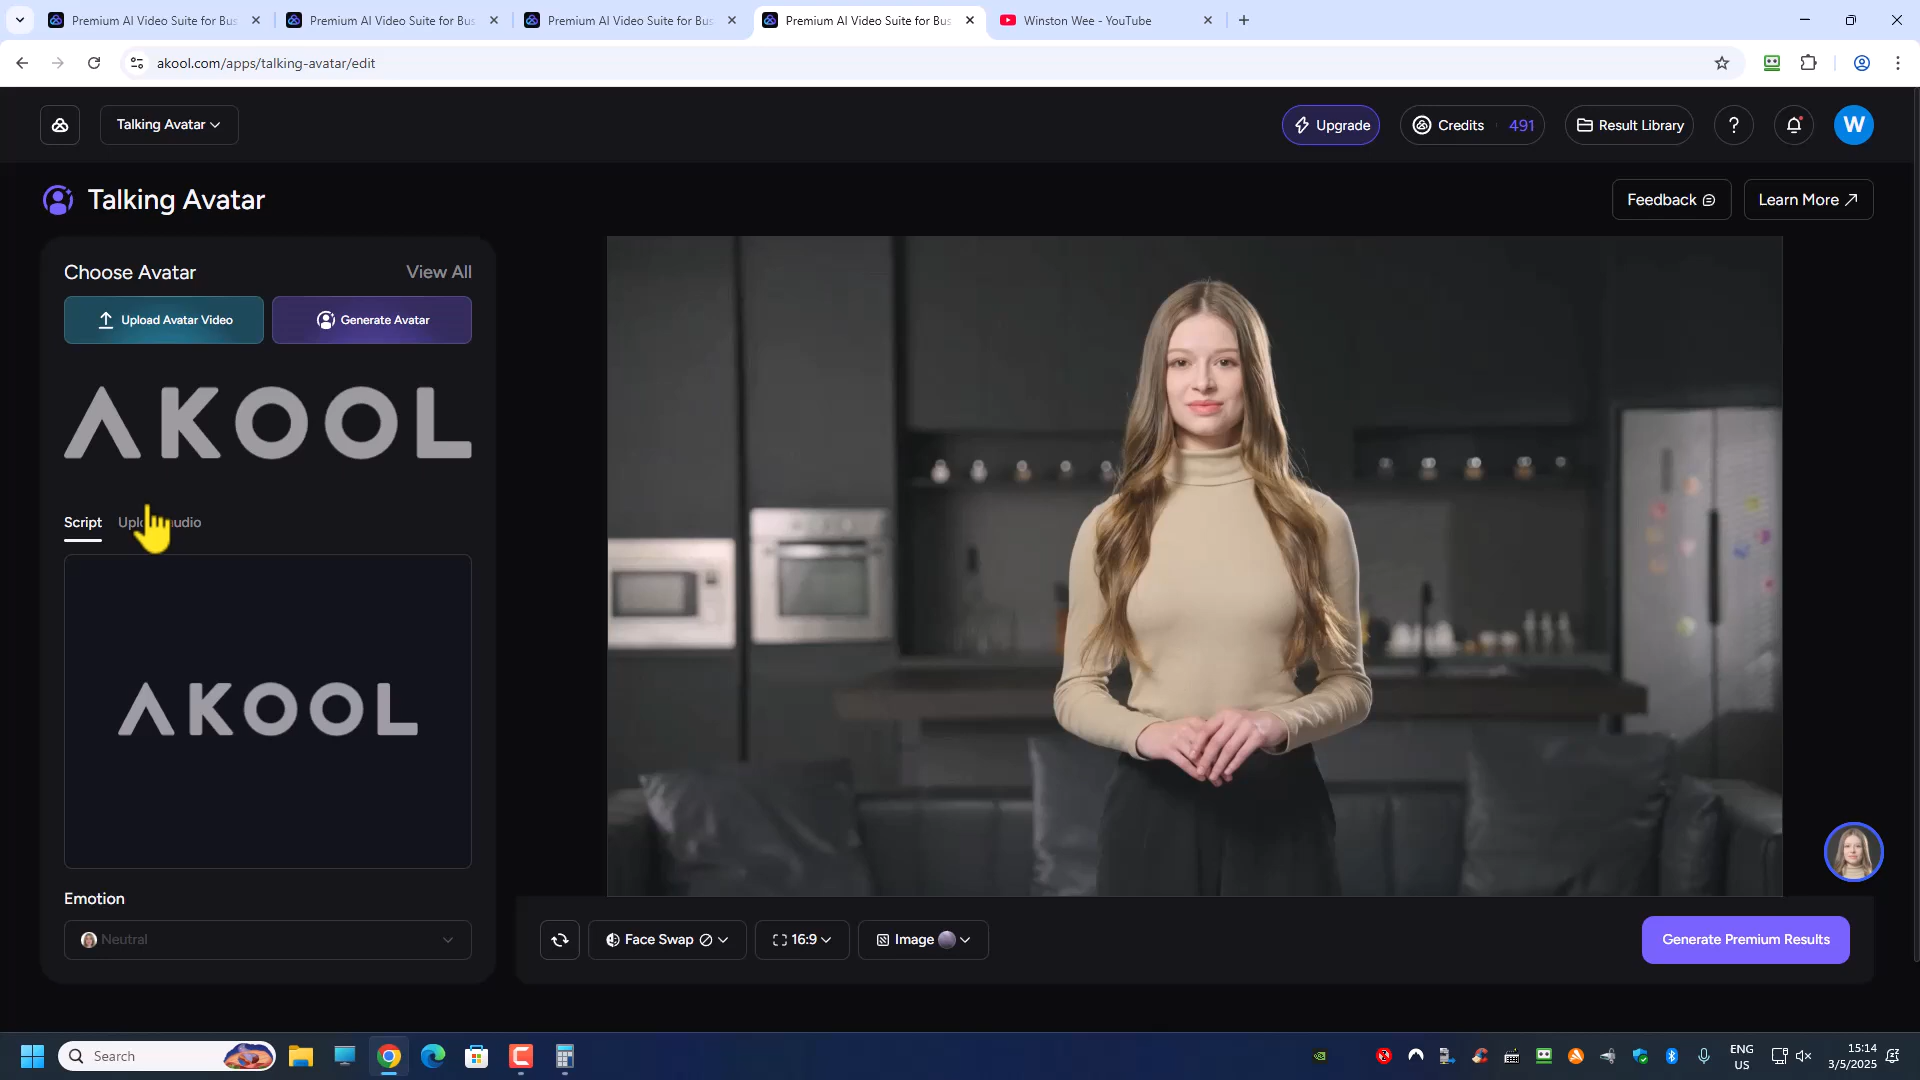 Premium AI Video Suite for Bus
Premium AI Video Suite for Bus
Premium AI Video Suite for Bus
Premium AI Video Suite for Bus
Winston Wee - YouTube
akool.com/apps/talking-avatar/edit
Talking Avatar
Upgrade
Credits 491
Result Library
?
W
Talking Avatar
Feedback
Learn More
Choose Avatar
View All
Upload Avatar Video
Generate Avatar
AKOOL
Script
Upload Audio
AKOOL
Emotion
Neutral
Face Swap
16:9
Image
Generate Premium Results
Search
ENG
US
15:14
3/5/2025